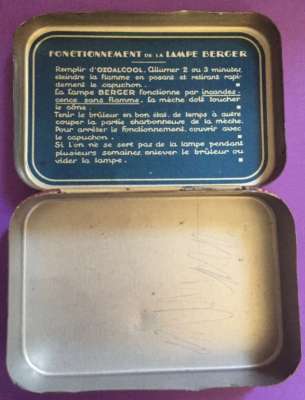 FONCTIONNEMENT DE LA LAMPE BERGER
Remplir d'OZOALCOOL. Allumer 2 ou 3 minutes,
éteindre la flamme en posant et retirant rapi-
dement le capuchon.
La lampe BERGER fonctionne par incandes-
cence sans flamme. La mèche doit toucher
le cône.
Tenir le brûleur en bon état, de temps à autre
couper la partie charbonneuse de la mèche.
Pour arrêter le fonctionnement, couvrir avec
le capuchon.
Si l'on ne se sert pas de la lampe pendant
plusieurs semaines, enlever le brûleur ou
vider la lampe.